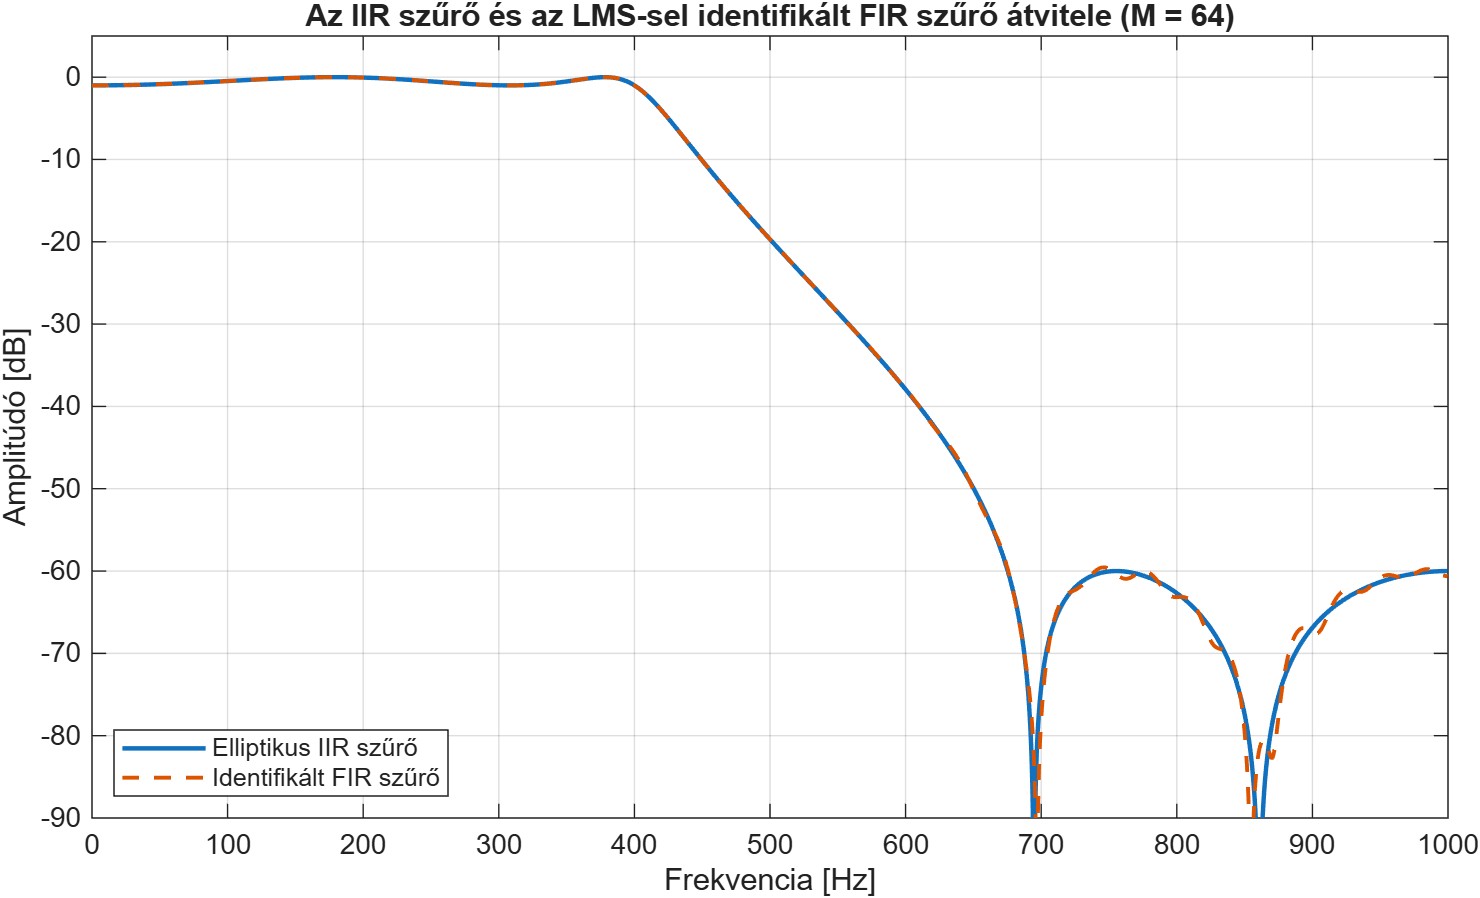 Az IIR szűrő és az LMS-sel identifikált FIR szűrő átvitele (M = 64)
0
-10
-20
-30
-40
-50
-60
-70
-80
-90
Amplitúdó [dB]
Elliptikus IIR szűrő
Identifikált FIR szűrő
0 100 200 300 400 500 600 700 800 900 1000
Frekvencia [Hz]